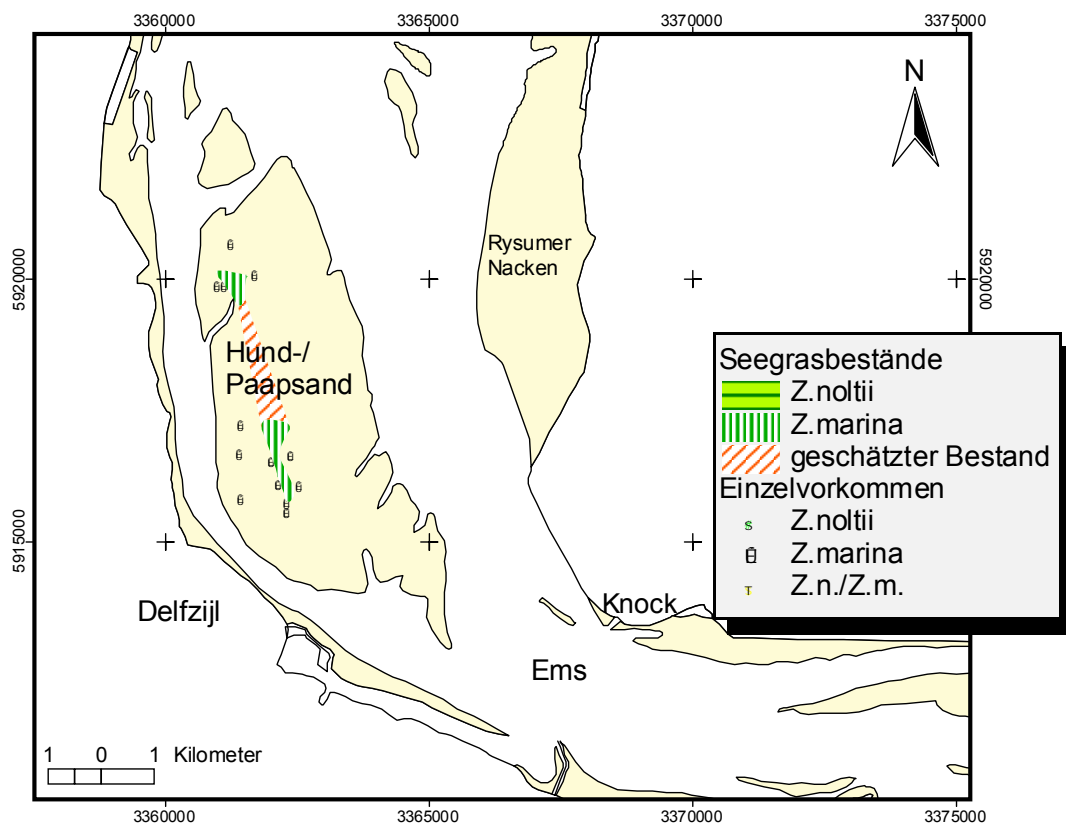 3360000 3365000 3370000 3375000
N
Rysumer
Nacken
5920000 5920000
Seegrasbestände
Z.noltii
Hund-/
Paapsand
Z.marina
geschätzter Bestand
Einzelvorkommen
s Z.noltii
5915000
Z.marina
T Z.n./Z.m.
Delfzijl
Knock
Ems
1 0 1 Kilometer
3360000 3365000 3370000 3375000